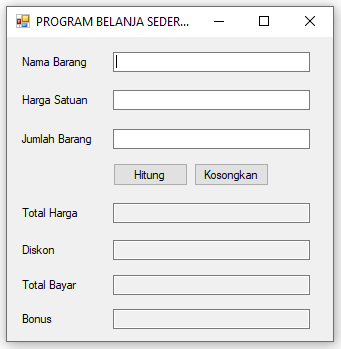 PROGRAM BELANJA SEDER...
Nama Barang
Harga Satuan
Jumlah Barang
Hitung Kosongkan
Total Harga
Diskon
Total Bayar
Bonus